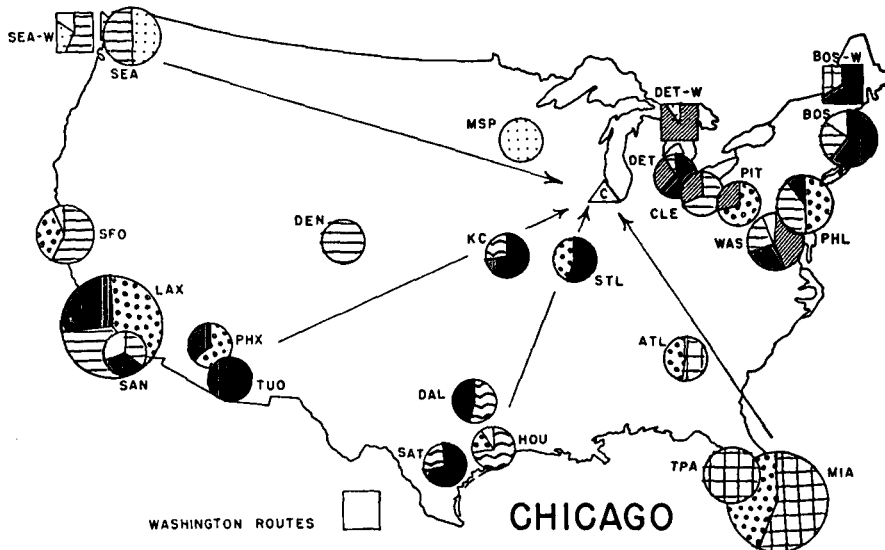 SEA-W
SEA
BOS-W
DET-W
BOS
MSP
DET
PIT
C
CLE
DEN
KC
WAS
PHL
SFO
STL
LAX
PHX
ATL
SAN
TUO
DAL
HOU
SAT
TPA
MIA
WASHINGTON ROUTES
CHICAGO